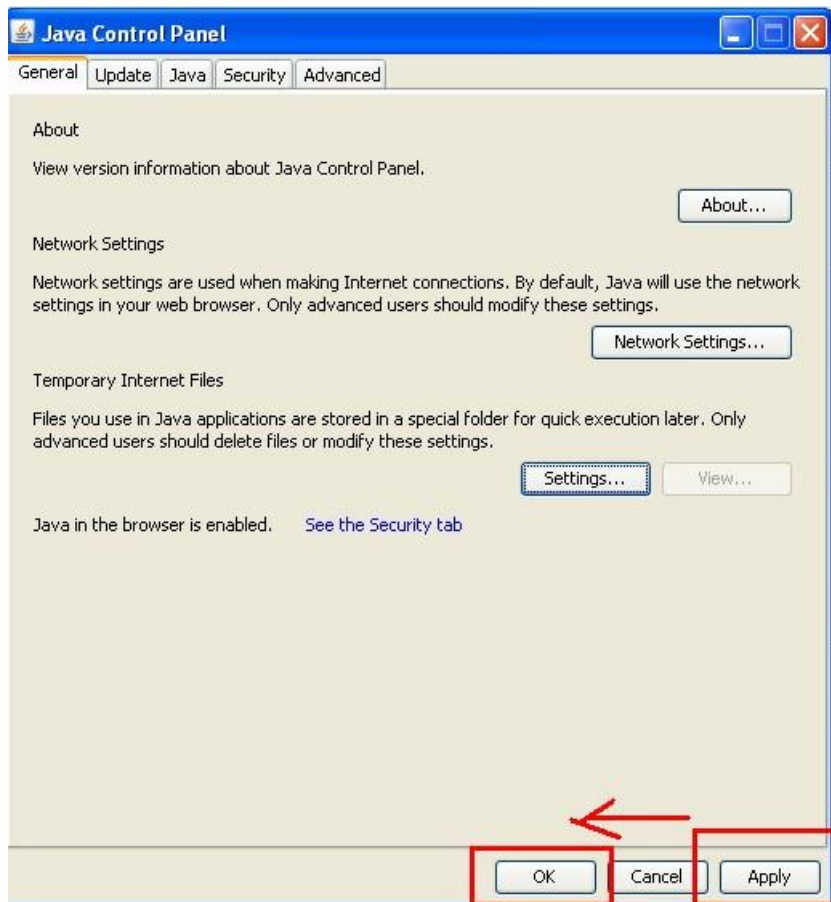 Java Control Panel
General Update Java Security Advanced
About
View version information about Java Control Panel.
About...
Network Settings
Network settings are used when making Internet connections. By default, Java will use the network
settings in your web browser. Only advanced users should modify these settings.
Network Settings...
Temporary Internet Files
Files you use in Java applications are stored in a special folder for quick execution later. Only
advanced users should delete files or modify these settings.
Settings... View...
Java in the browser is enabled. See the Security tab
OK Cancel Apply